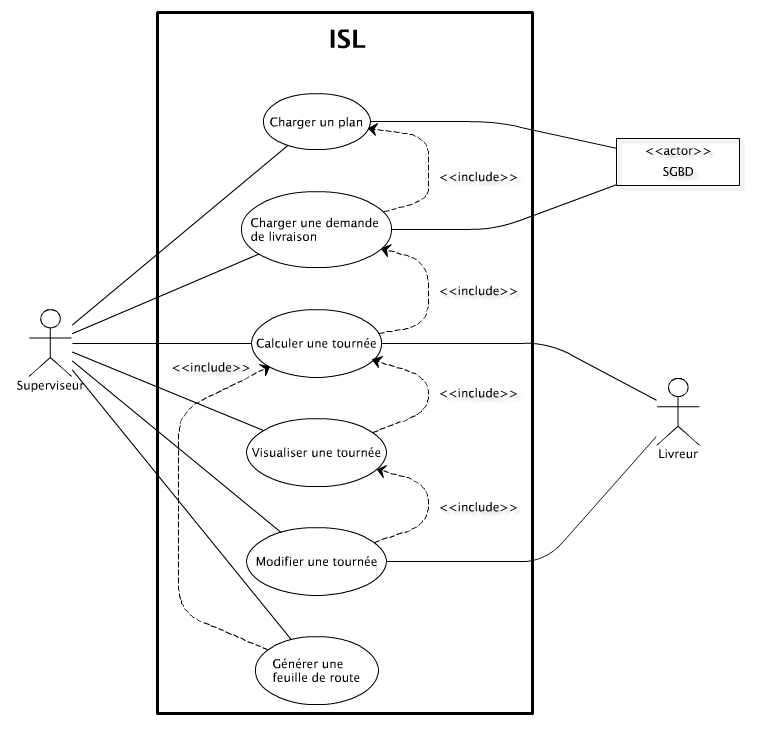 ISL
Charger un plan
<<actor>>
SGBD
<<include>>
Charger une demande
de livraison
<<include>>
Calculer une tournée
<<include>>
Superviseur
<<include>>
Visualiser une tournée
Livreur
<<include>>
Modifier une tournée
Générer une
feuille de route